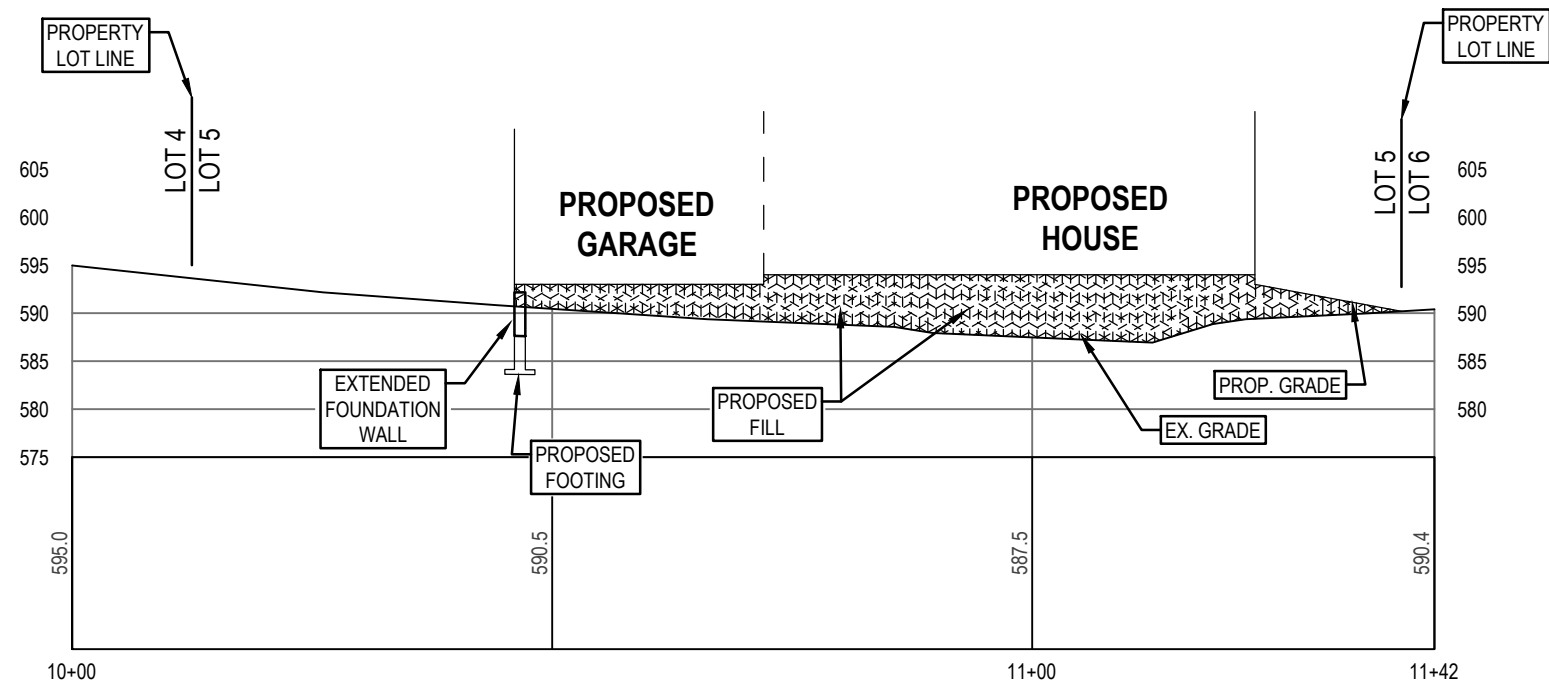 PROPERTY
LOT LINE
PROPERTY
LOT LINE
LOT 4
LOT 5
LOT 5
LOT 6
605
600
595
590
585
580
575
605
600
595
590
585
580
PROPOSED
GARAGE
PROPOSED
HOUSE
EXTENDED
FOUNDATION
WALL
PROPOSED
FOOTING
PROPOSED
FILL
EX. GRADE
PROP. GRADE
595.0
590.5
587.5
590.4
10+00
11+00
11+42